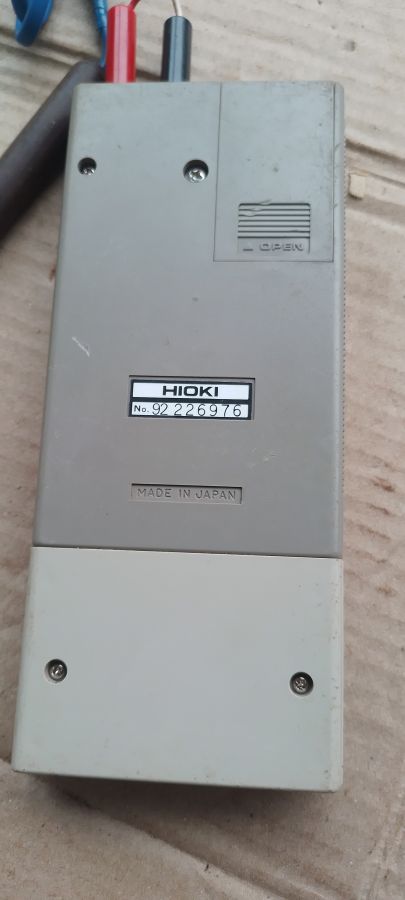 OPEN
HIOKI
No. 92 226976
MADE IN JAPAN